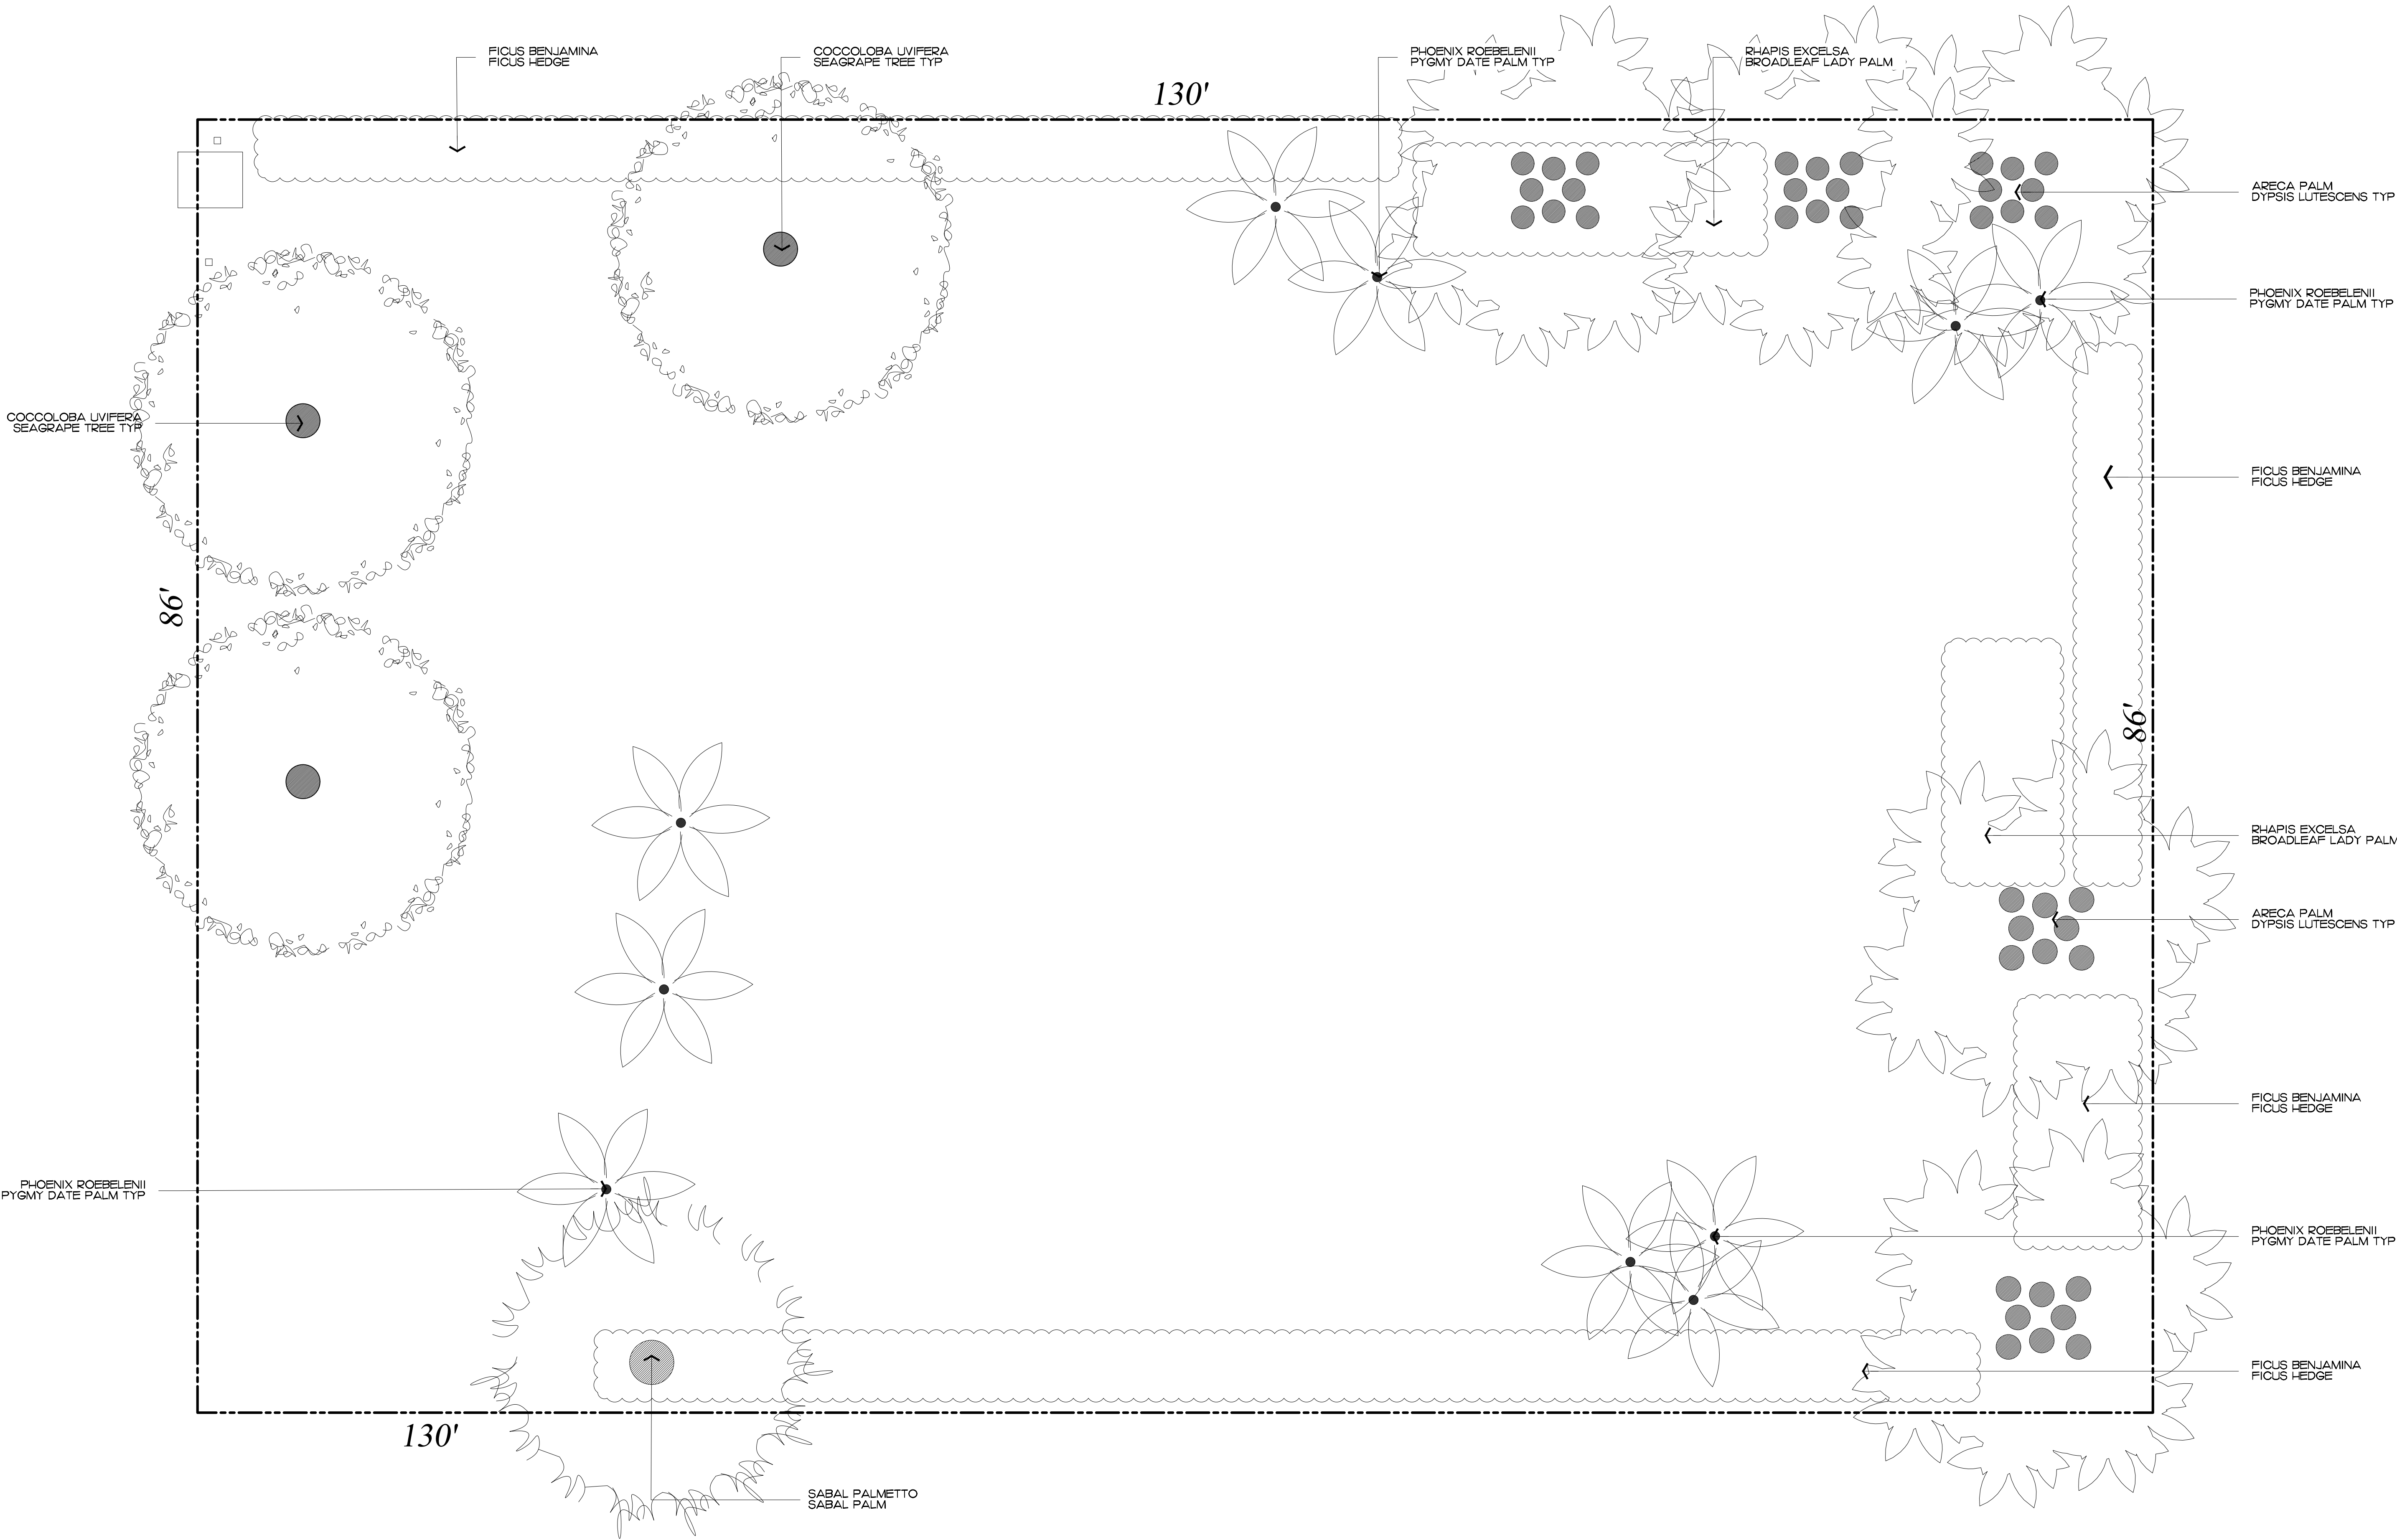 FICUS BENJAMINA
FICUS HEDGE
COCCOLOBA UVIFERA
SEAGRAPE TREE TYP
130'
PHOENIX ROEBELENII
PYGMY DATE PALM TYP
RHAPIS EXCELSA
BROADLEAF LADY PALM
ARECA PALM
DYPSIS LUTESCENS TYP
PHOENIX ROEBELENII
PYGMY DATE PALM TYP
COCCOLOBA UVIFERA
SEAGRAPE TREE TYP
FICUS BENJAMINA
FICUS HEDGE
86'
86'
RHAPIS EXCELSA
BROADLEAF LADY PALM
ARECA PALM
DYPSIS LUTESCENS TYP
FICUS BENJAMINA
FICUS HEDGE
PHOENIX ROEBELENII
PYGMY DATE PALM TYP
PHOENIX ROEBELENII
PYGMY DATE PALM TYP
FICUS BENJAMINA
FICUS HEDGE
130'
SABAL PALMETTO
SABAL PALM